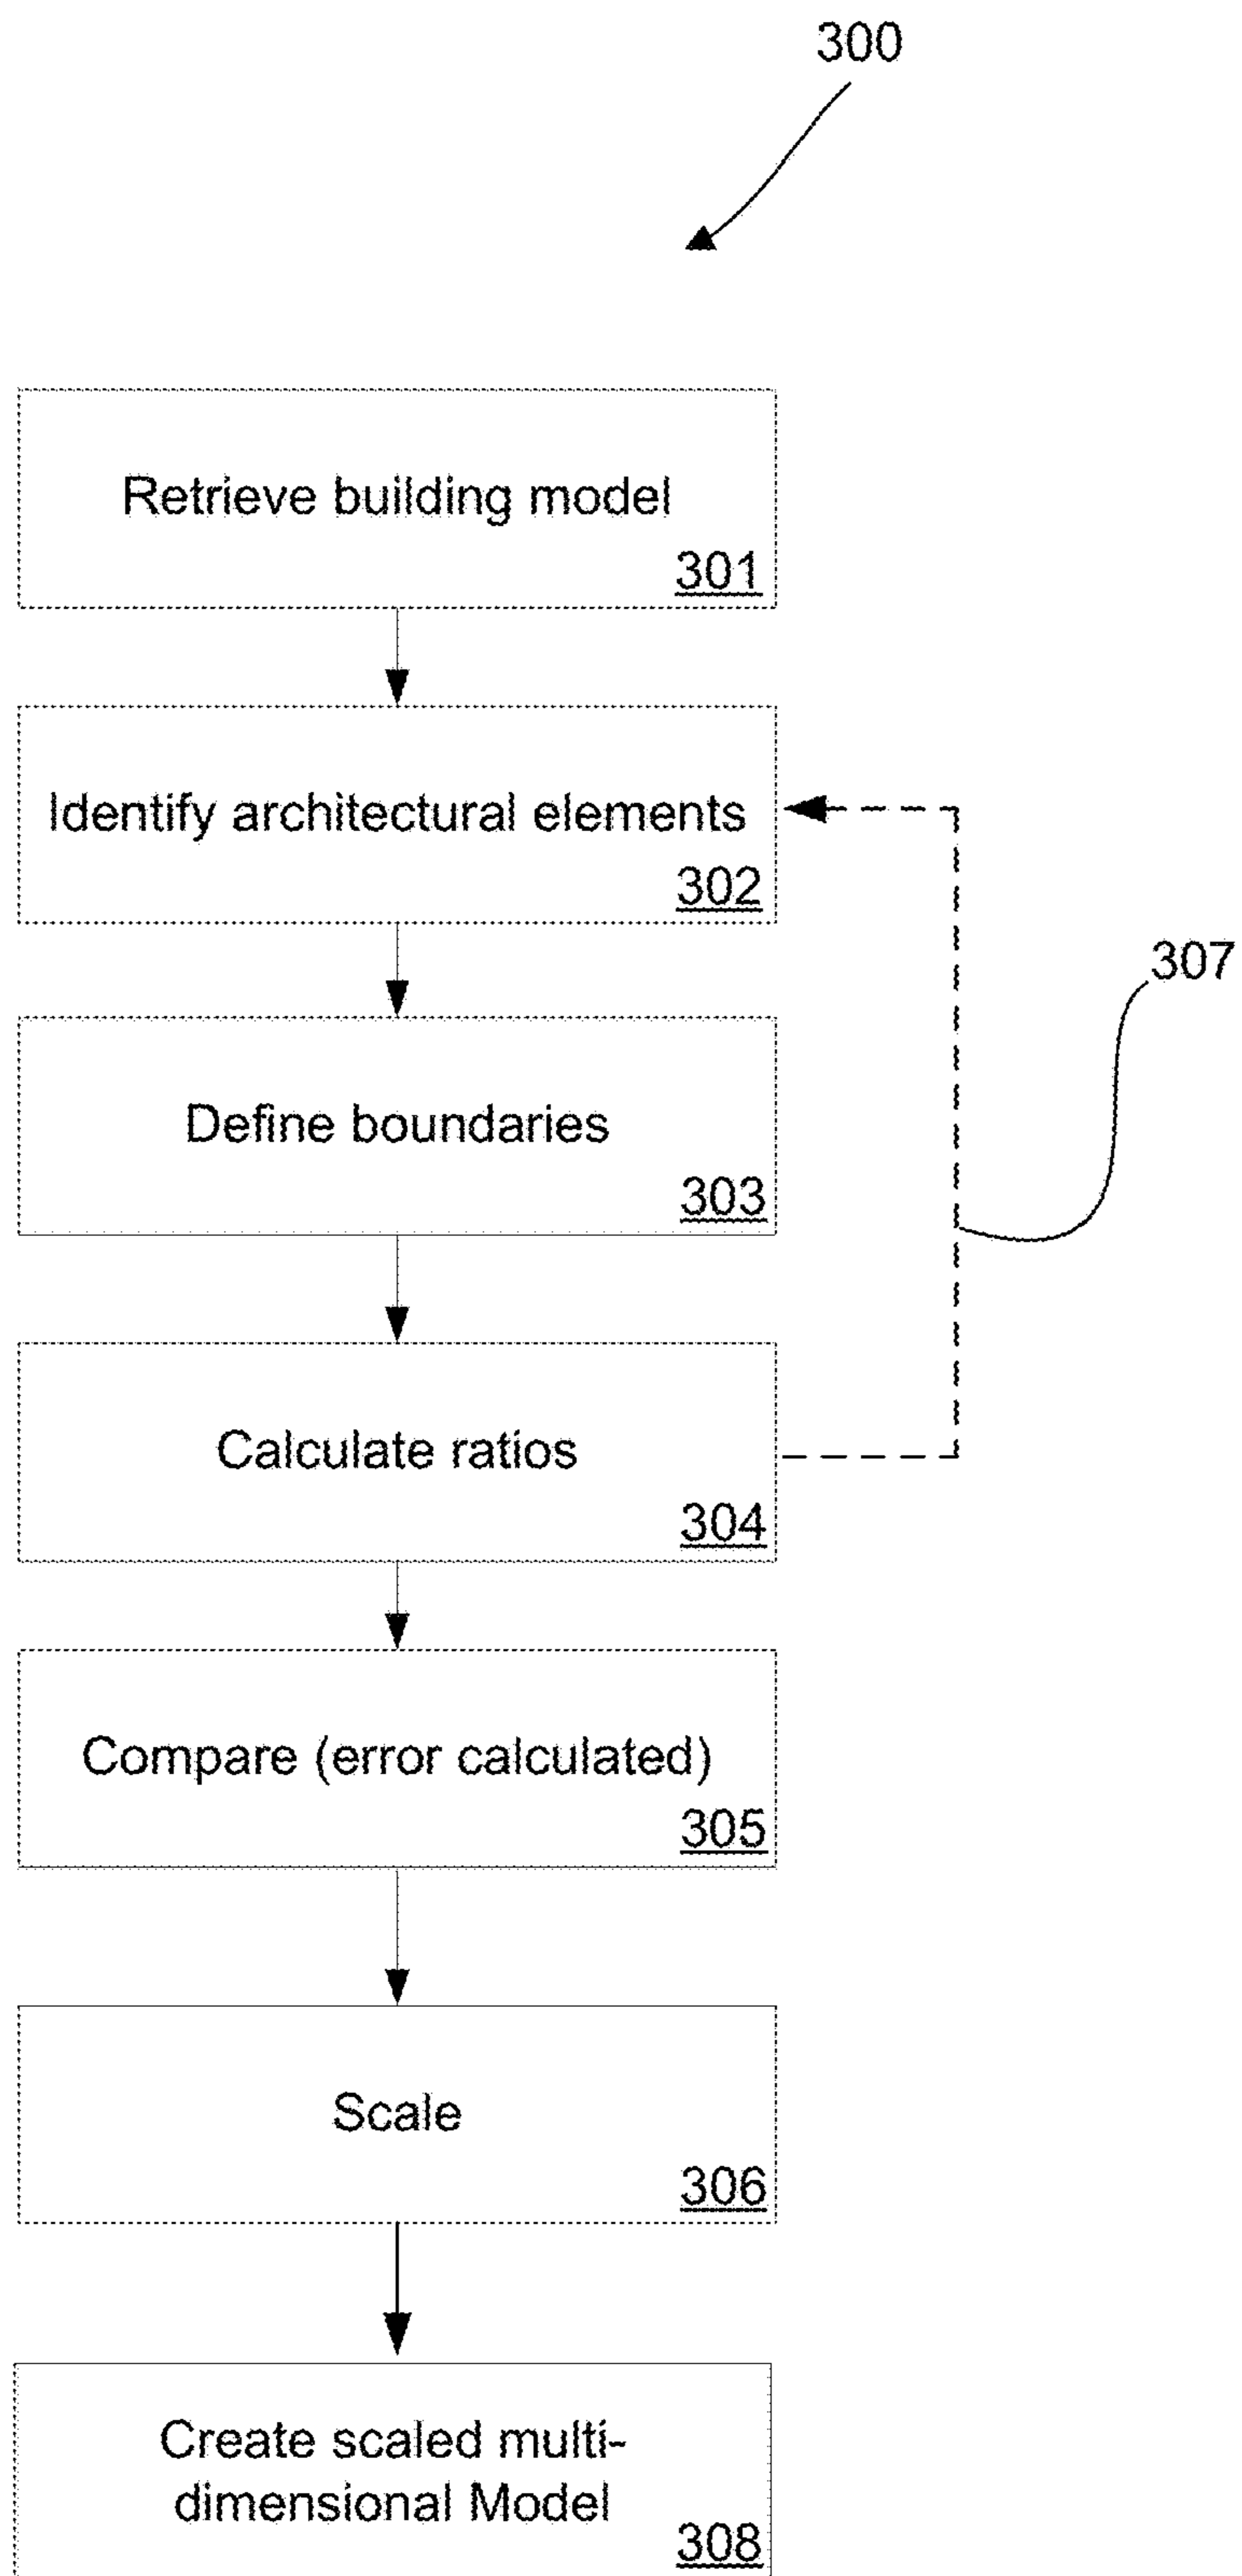 300
Retrieve building model
301
Identify architectural elements
302
307
Define boundaries
303
Calculate ratios
304
Compare (error calculated)
305
Scale
306
Create scaled multi-
dimensional Model
308